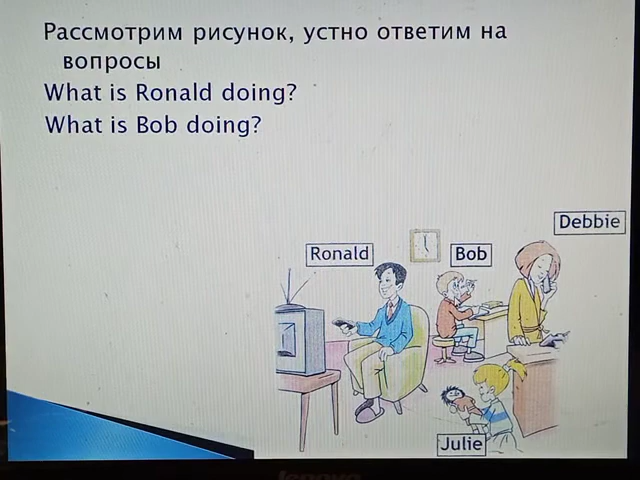 Рассмотрим рисунок, устно ответим на
вопросы
What is Ronald doing?
What is Bob doing?
Debbie
Ronald
Bob
Julie